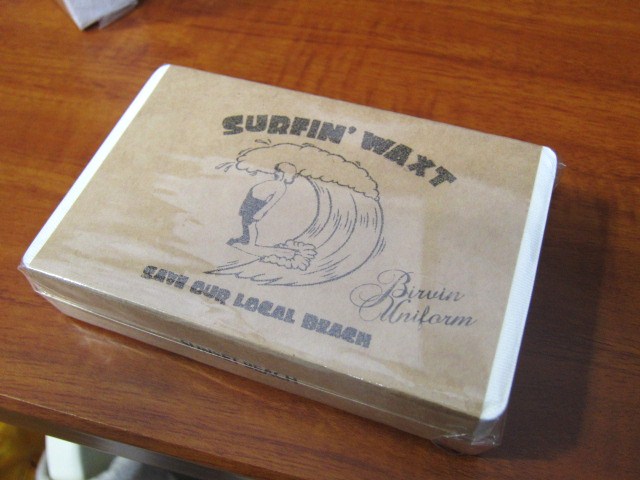 SURFIN' WAXT
SAVE OUR LOCAL BEACH
Birvin
Uniform